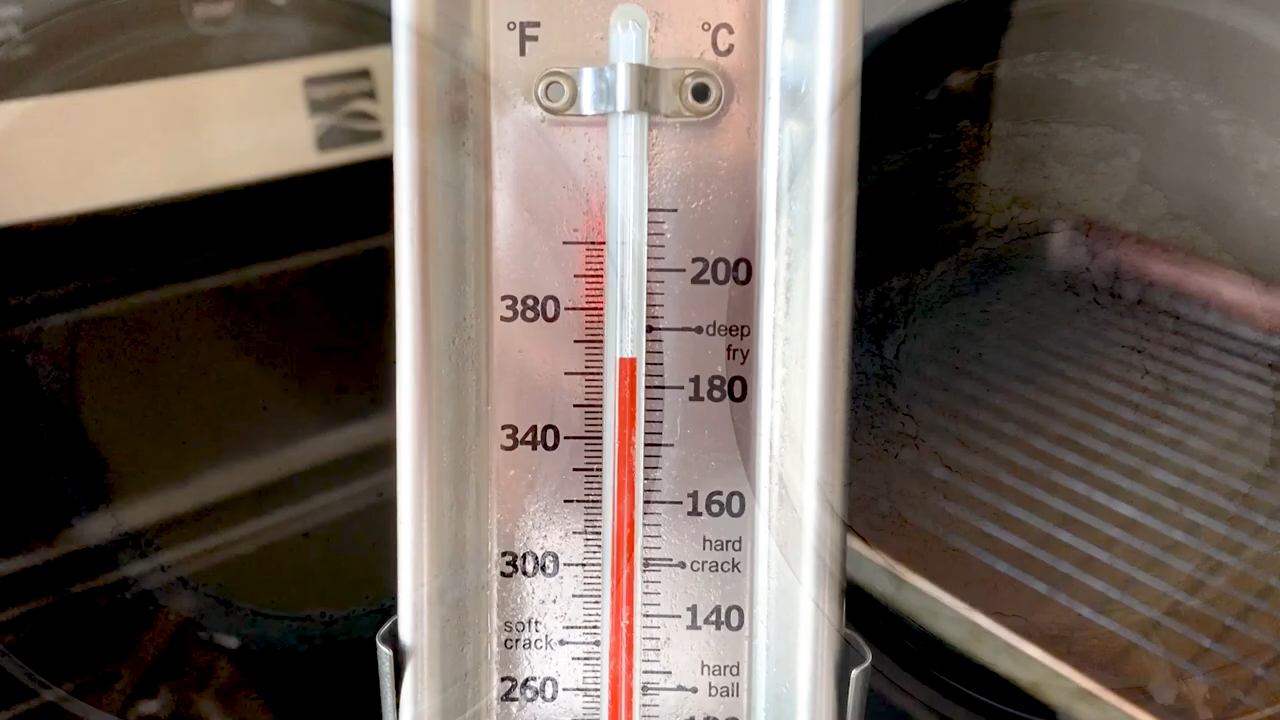 °F °C
200
380
deep
fry
180
340
160
hard
crack
300
140
soft
crack
hard
ball
260